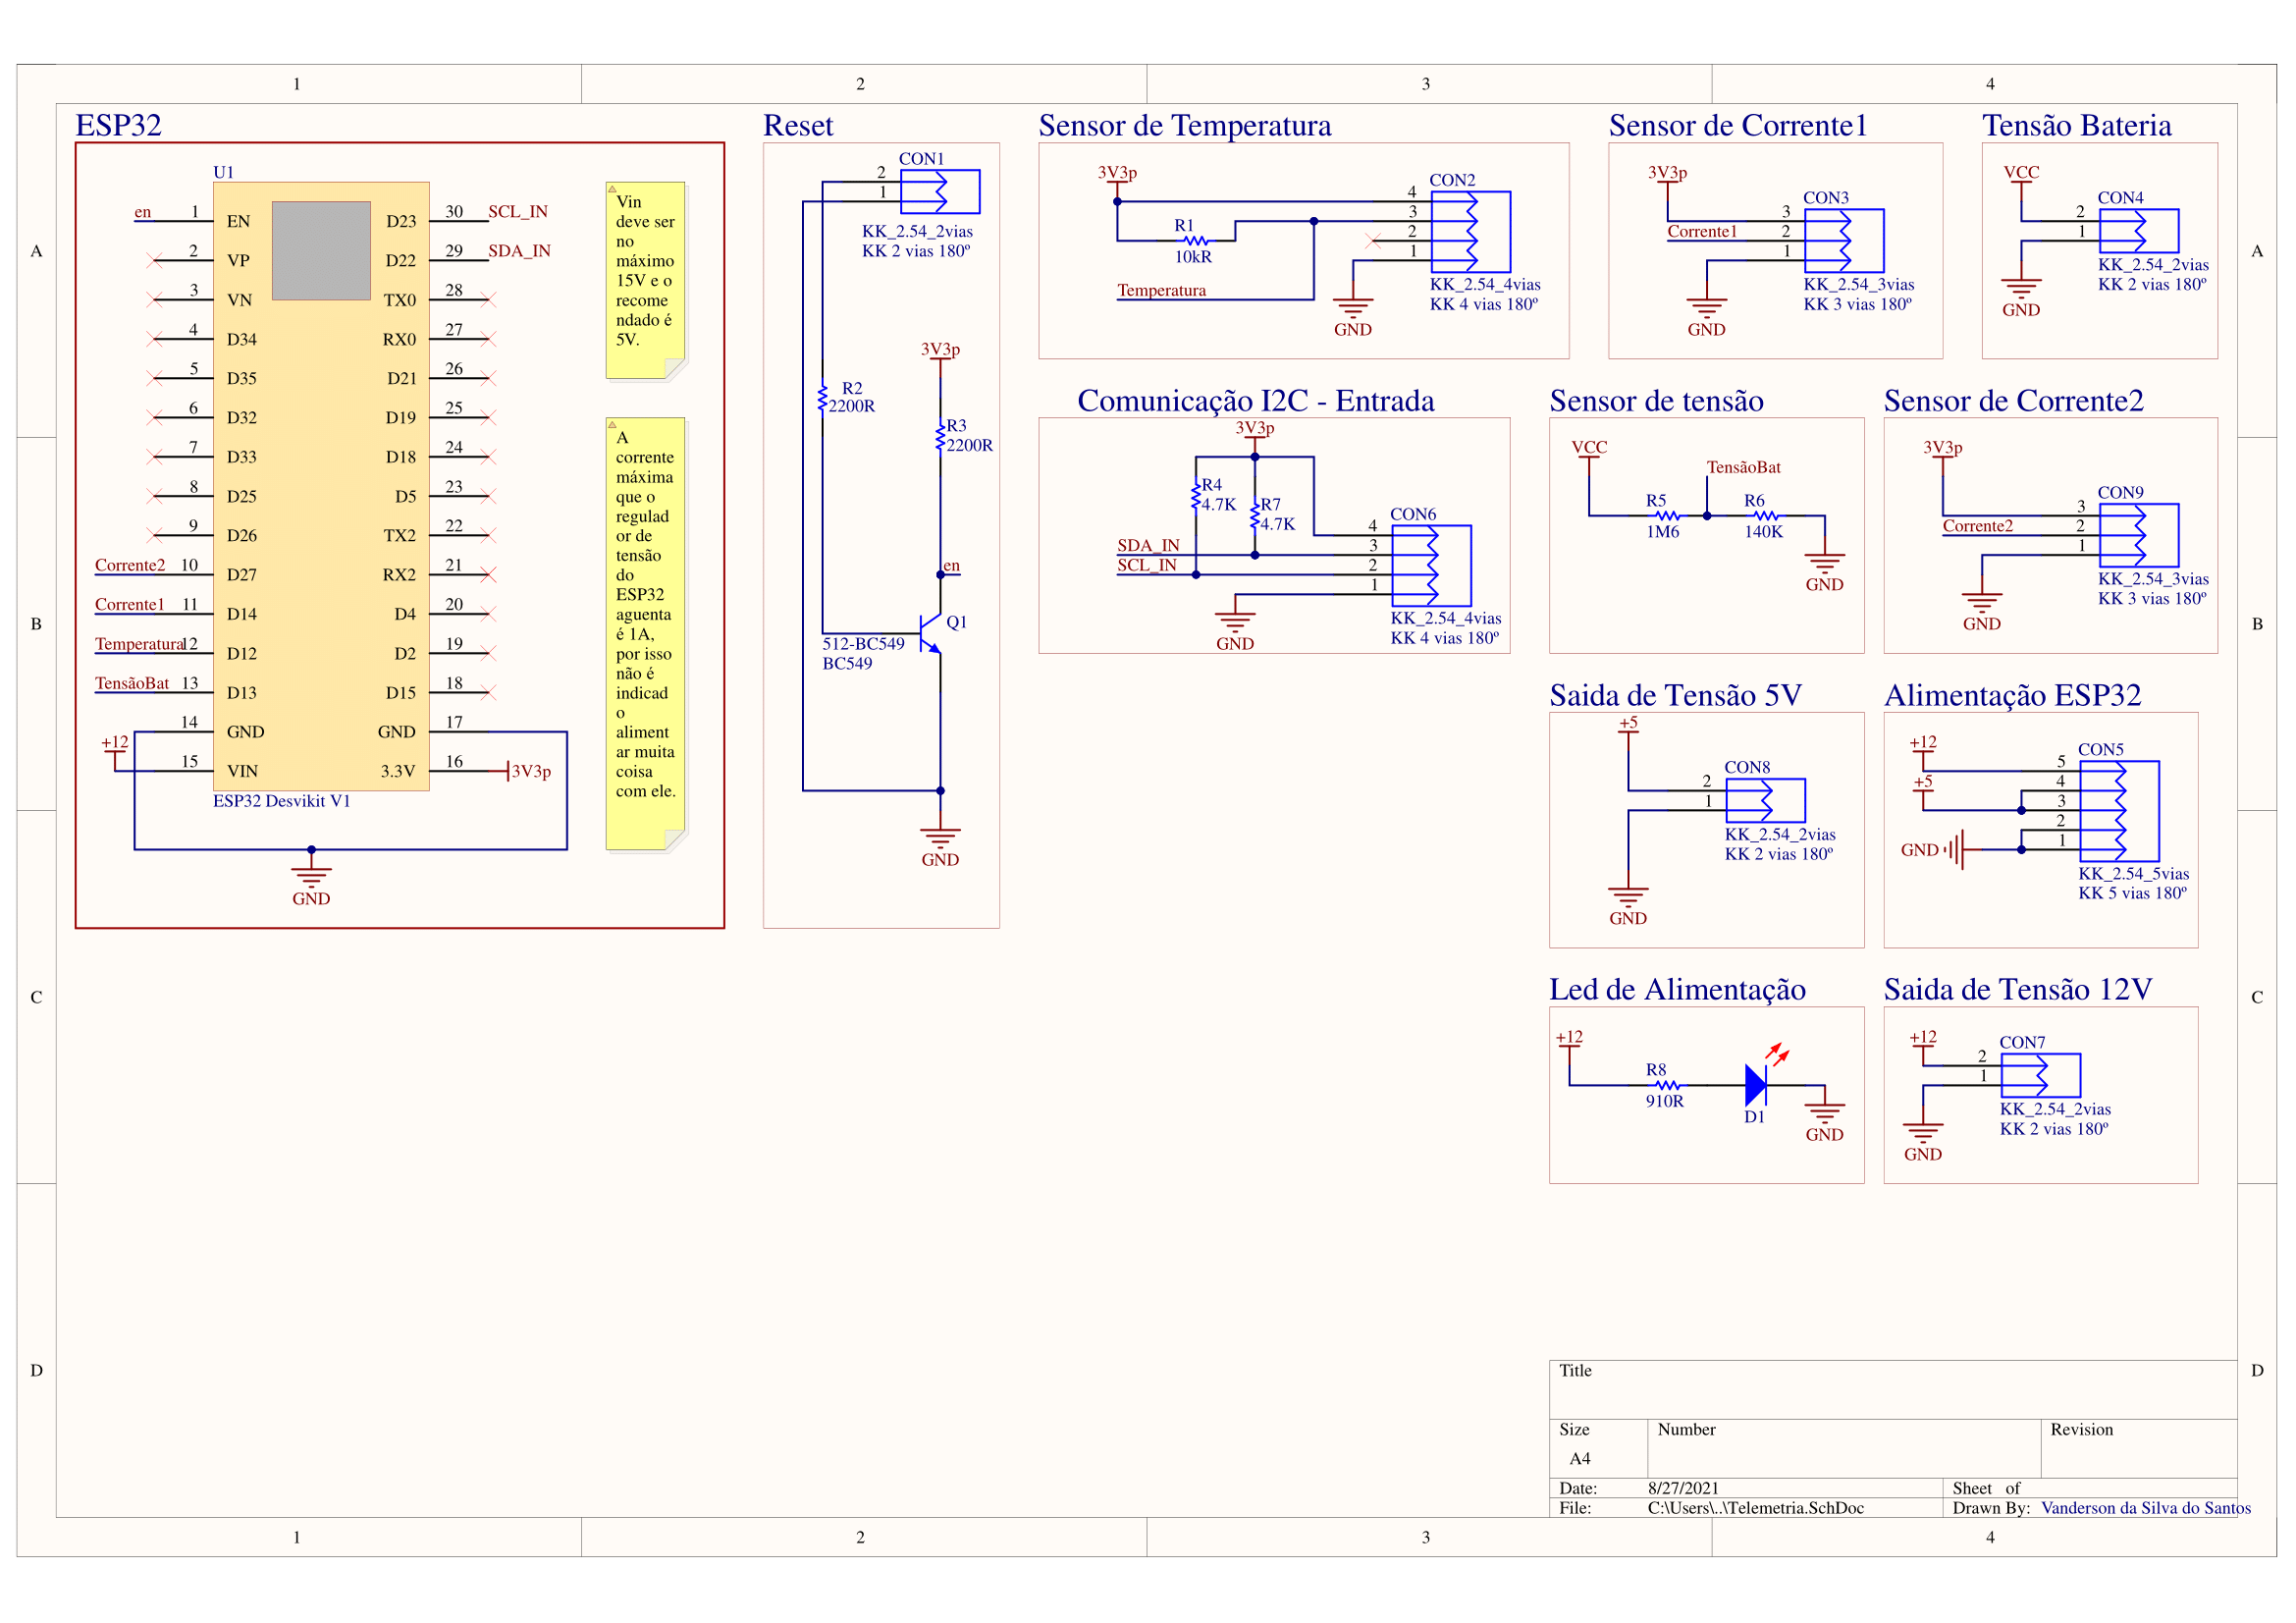 1 2 3 4
A
B
C
D
A
B
C
D
1 2 3 4
ESP32
U1
en 1 EN
2 VP
3 VN
4 D34
5 D35
6 D32
7 D33
8 D25
9 D26
Corrente2 10 D27
Corrente1 11 D14
Temperatura 12 D12
TensãoBat 13 D13
14 GND
+12 15 VIN
D23 30 SCL_IN
D22 29 SDA_IN
TX0 28
RX0 27
D21 26
D19 25
D18 24
D5 23
TX2 22
RX2 21
D4 20
D2 19
D15 18
GND 17
3.3V 16 3V3p
ESP32 Desvikit V1
GND
Vin
deve ser
no
máximo
15V e o
recome
ndado é
5V.
A
corrente
máxima
que o
regulad
or de
tensão
do
ESP32
aguenta
é 1A,
por isso
não é
indicad
o
aliment
ar muita
coisa
com ele.
Reset
CON1
2
1
KK_2.54_2vias
KK 2 vias 180º
3V3p
R2
2200R
R3
2200R
en
Q1
512-BC549
BC549
GND
Sensor de Temperatura
3V3p
CON2
4
3
2
1
R1
10kR
Temperatura
GND
KK_2.54_4vias
KK 4 vias 180º
Sensor de Corrente1
3V3p
CON3
3
Corrente1 2
1
KK_2.54_3vias
KK 3 vias 180º
GND
Tensão Bateria
VCC
CON4
2
1
KK_2.54_2vias
KK 2 vias 180º
GND
Comunicação I2C - Entrada
3V3p
R4
4.7K
R7
4.7K
CON6
4
SDA_IN 3
SCL_IN 2
1
KK_2.54_4vias
KK 4 vias 180º
GND
Sensor de tensão
VCC
TensãoBat
R5
1M6
R6
140K
GND
Sensor de Corrente2
3V3p
CON9
3
Corrente2 2
1
KK_2.54_3vias
KK 3 vias 180º
GND
Saida de Tensão 5V
+5
CON8
2
1
KK_2.54_2vias
KK 2 vias 180º
GND
Alimentação ESP32
+12
CON5
5
+5 4
3
2
GND 1
KK_2.54_5vias
KK 5 vias 180º
Led de Alimentação
+12
R8
910R
D1
GND
Saida de Tensão 12V
+12
CON7
2
1
KK_2.54_2vias
KK 2 vias 180º
GND
Title
Size Number Revision
A4
Date: 8/27/2021 Sheet of
File: C:\Users\..\Telemetria.SchDoc Drawn By: Vanderson da Silva do Santos